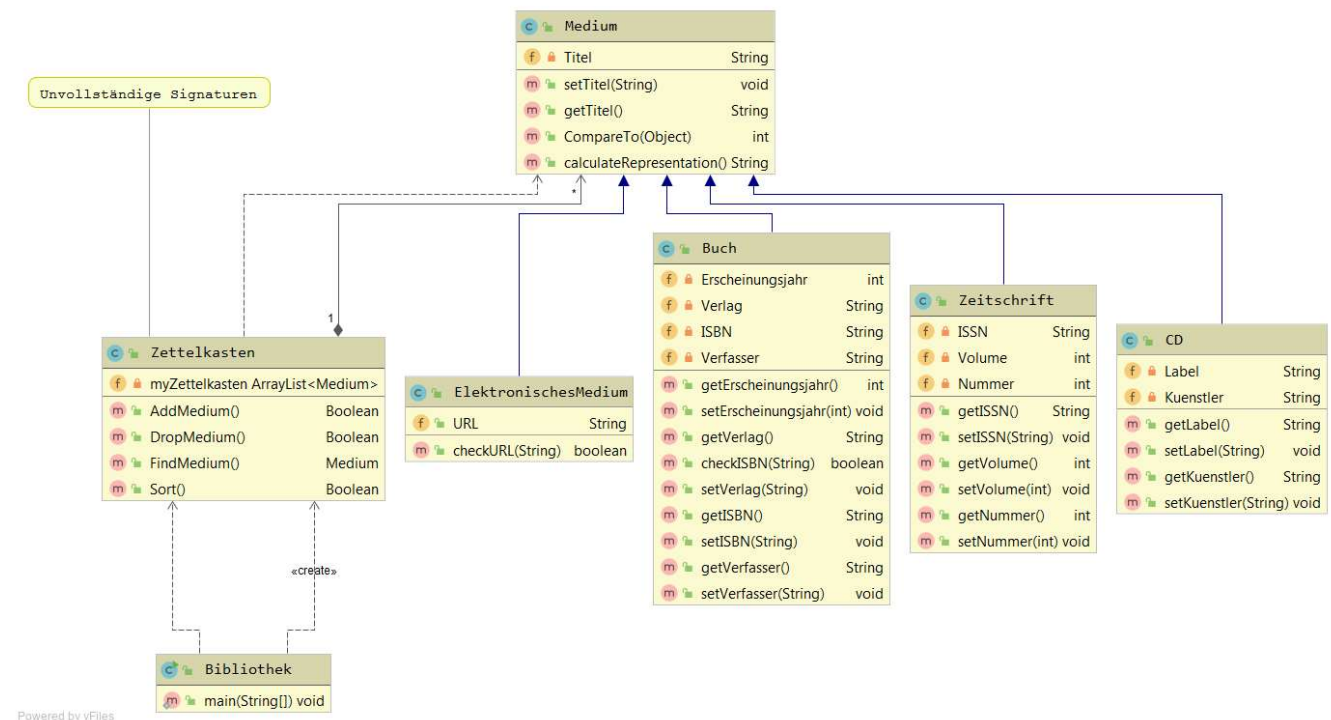 Medium
Titel String
setTitel(String) void
getTitel() String
CompareTo(Object) int
calculateRepresentation() String
Unvollständige Signaturen
*
1
Zettelkasten
myZettelkasten ArrayList<Medium>
AddMedium() Boolean
DropMedium() Boolean
FindMedium() Medium
Sort() Boolean
ElektronischesMedium
URL String
checkURL(String) boolean
Buch
Erscheinungsjahr int
Verlag String
ISBN String
Verfasser String
getErscheinungsjahr() int
setErscheinungsjahr(int) void
getVerlag() String
checkISBN(String) boolean
setVerlag(String) void
getISBN() String
setISBN(String) void
getVerfasser() String
setVerfasser(String) void
Zeitschrift
ISSN String
Volume int
Nummer int
getISSN() String
setISSN(String) void
getVolume() int
setVolume(int) void
getNummer() int
setNummer(int) void
CD
Label String
Kuenstler String
getLabel() String
setLabel(String) void
getKuenstler() String
setKuenstler(String) void
«create»
Bibliothek
main(String[]) void
Powered by yFiles